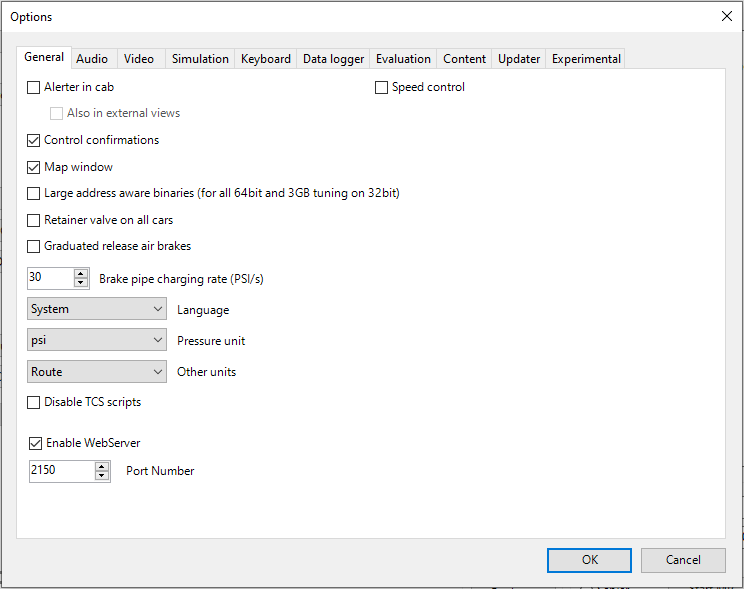 Options
General Audio Video Simulation Keyboard Data logger Evaluation Content Updater Experimental
Alerter in cab Speed control
Also in external views
Control confirmations
Map window
Large address aware binaries (for all 64bit and 3GB tuning on 32bit)
Retainer valve on all cars
Graduated release air brakes
30 Brake pipe charging rate (PSI/s)
System Language
psi Pressure unit
Route Other units
Disable TCS scripts
Enable WebServer
2150 Port Number
OK Cancel